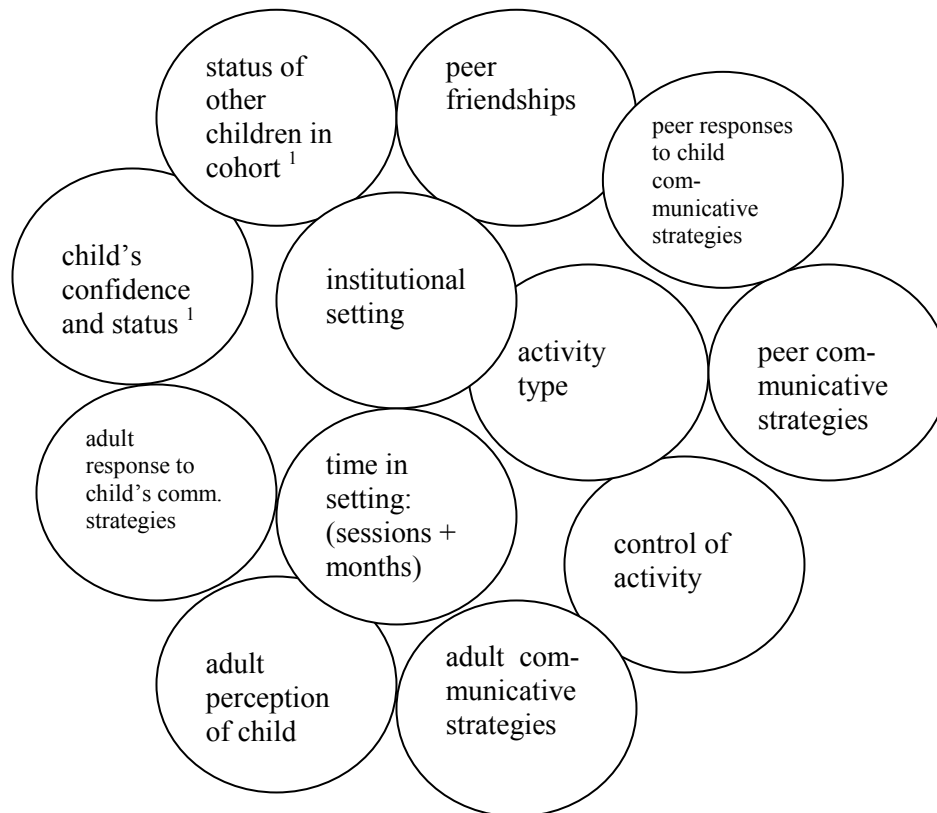 status of
other
children in
cohort 1
peer
friendships
peer responses
to child
com-
municative
strategies
child’s
confidence
and status 1
institutional
setting
activity
type
peer com-
municative
strategies
adult
response to
child’s comm.
strategies
time in
setting:
(sessions +
months)
control of
activity
adult
perception
of child
adult com-
municative
strategies